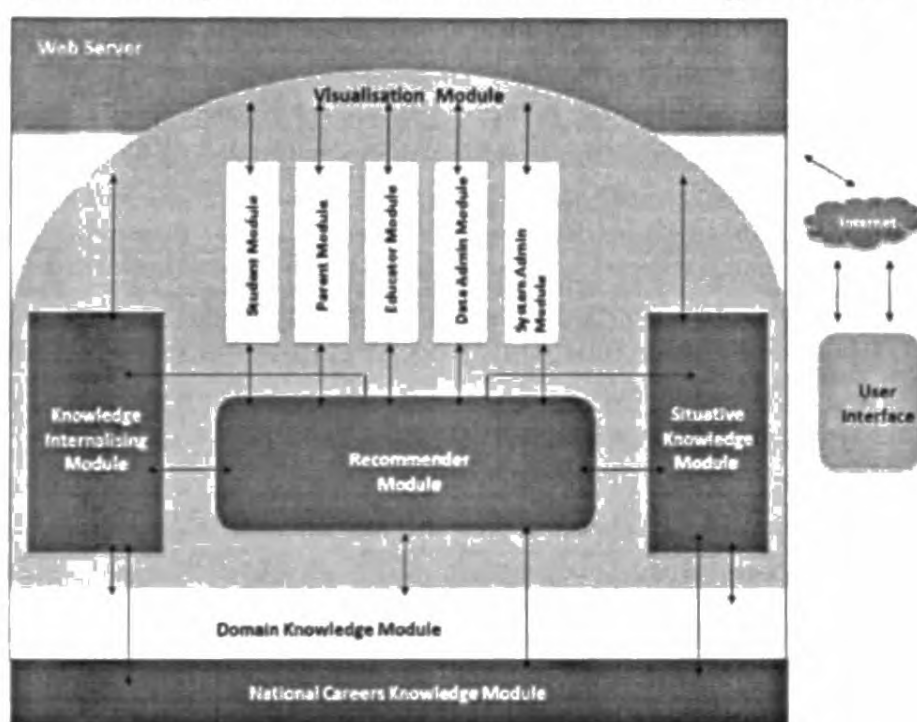 Web Server
Visualisation Module
Student Module
Parent Module
Educator Module
Data Admin Module
System Admin
Module
Internet
Knowledge
Internalising
Module
Recommender
Module
Situative
Knowledge
Module
User
Interface
Domain Knowledge Module
National Careers Knowledge Module